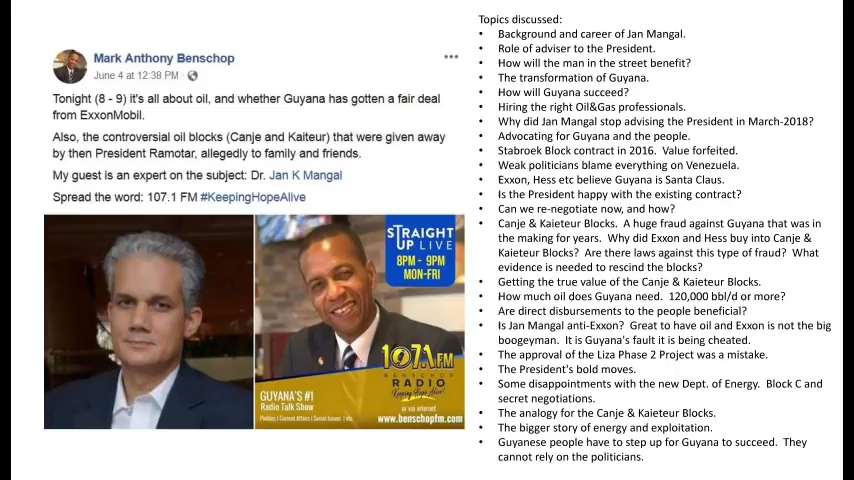 Mark Anthony Benschop
June 4 at 12:38 PM ·
Tonight (8 - 9) it's all about oil, and whether Guyana has gotten a fair deal
from ExxonMobil.
Also, the controversial oil blocks (Canje and Kaiteur) that were given away
by then President Ramotar, allegedly to family and friends.
My guest is an expert on the subject: Dr. Jan K Mangal
Spread the word: 107.1 FM #KeepingHopeAlive
STRAIGHT
UP LIVE
8PM - 9PM
MON-FRI
107.1 FM
BENSCHOP
RADIO
Keeping Hope Alive!
GUYANA'S #1
Radio Talk Show
Politics | Current Affairs | Social Issues | etc.
or via internet
www.benschopfm.com
Topics discussed:
• Background and career of Jan Mangal.
• Role of adviser to the President.
• How will the man in the street benefit?
• The transformation of Guyana.
• How will Guyana succeed?
• Hiring the right Oil&Gas professionals.
• Why did Jan Mangal stop advising the President in March-2018?
• Advocating for Guyana and the people.
• Stabroek Block contract in 2016.  Value forfeited.
• Weak politicians blame everything on Venezuela.
• Exxon, Hess etc believe Guyana is Santa Claus.
• Is the President happy with the existing contract?
• Can we re-negotiate now, and how?
• Canje & Kaieteur Blocks.  A huge fraud against Guyana that was in
the making for years.  Why did Exxon and Hess buy into Canje &
Kaieteur Blocks?  Are there laws against this type of fraud?  What
evidence is needed to rescind the blocks?
• Getting the true value of the Canje & Kaieteur Blocks.
• How much oil does Guyana need.  120,000 bbl/d or more?
• Are direct disbursements to the people beneficial?
• Is Jan Mangal anti-Exxon?  Great to have oil and Exxon is not the big
boogeyman.  It is Guyana's fault it is being cheated.
• The approval of the Liza Phase 2 Project was a mistake.
• The President's bold moves.
• Some disappointments with the new Dept. of Energy.  Block C and
secret negotiations.
• The analogy for the Canje & Kaieteur Blocks.
• The bigger story of energy and exploitation.
• Guyanese people have to step up for Guyana to succeed.  They
cannot rely on the politicians.